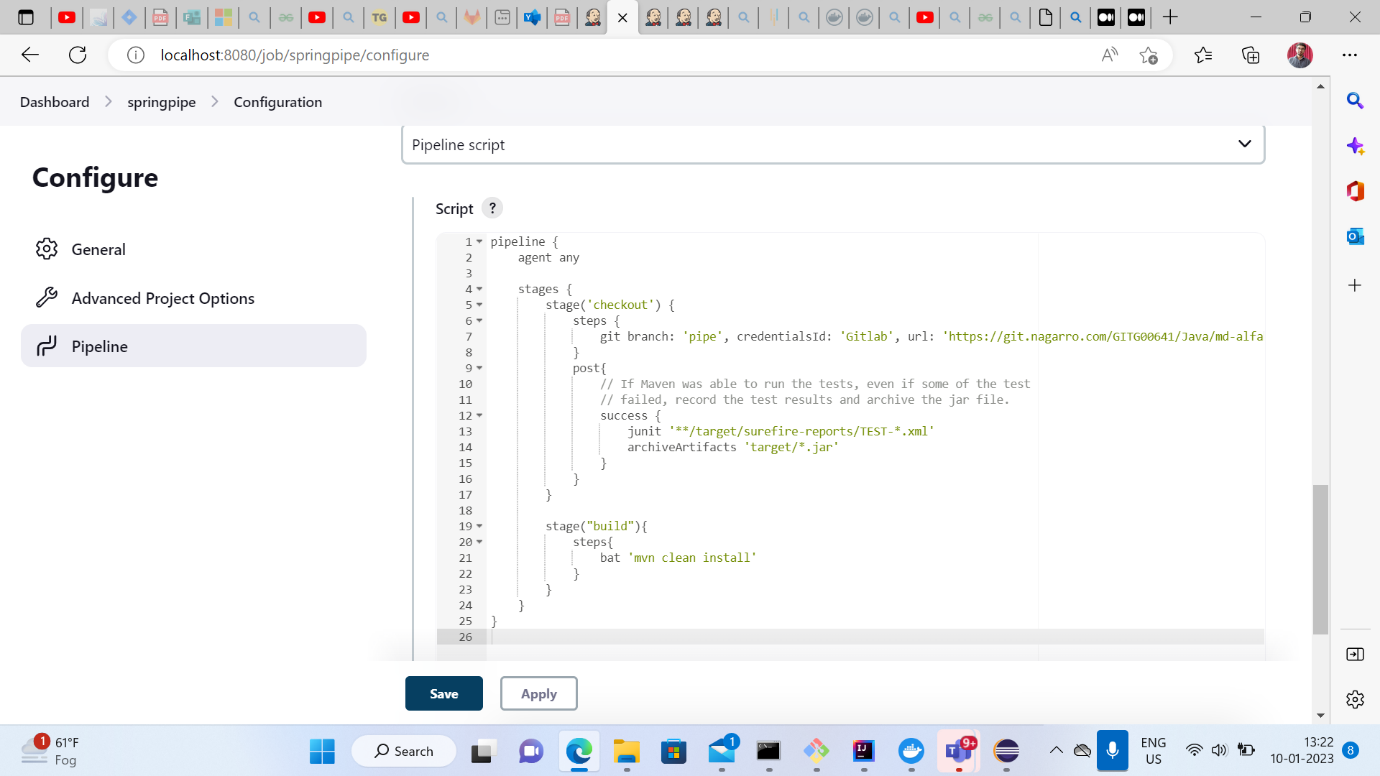 TG
localhost:8080/job/springpipe/configure
Dashboard > springpipe > Configuration
Configure
General
Advanced Project Options
Pipeline
Pipeline script
Script ?
1 pipeline {
2 agent any
3
4 stages {
5 stage('checkout') {
6 steps {
7 git branch: 'pipe', credentialsId: 'Gitlab', url: 'https://git.nagarro.com/GITG00641/Java/md-alfa
8 }
9 post{
10 // If Maven was able to run the tests, even if some of the test
11 // failed, record the test results and archive the jar file.
12 success {
13 junit '**/target/surefire-reports/TEST-*.xml'
14 archiveArtifacts 'target/*.jar'
15 }
16 }
17 }
18
19 stage("build"){
20 steps{
21 bat 'mvn clean install'
22 }
23 }
24 }
25 }
26
Save
Apply
1
61°F
Fog
Search
1
9+
ENG
US
13:22
10-01-2023
8